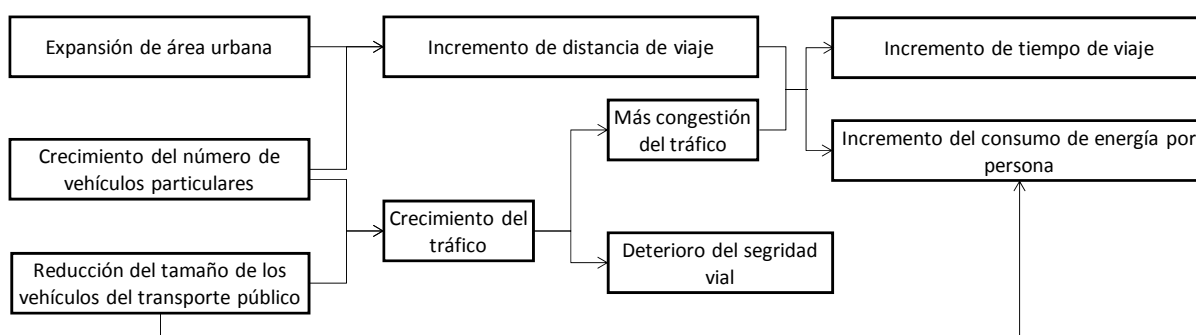 Expansión de área urbana
Incremento de distancia de viaje
Incremento de tiempo de viaje
Más congestión
del tráfico
Incremento del consumo de energía por
persona
Crecimiento del número de
vehículos particulares
Crecimiento del
tráfico
Deterioro del segridad
vial
Reducción del tamaño de los
vehículos del transporte público